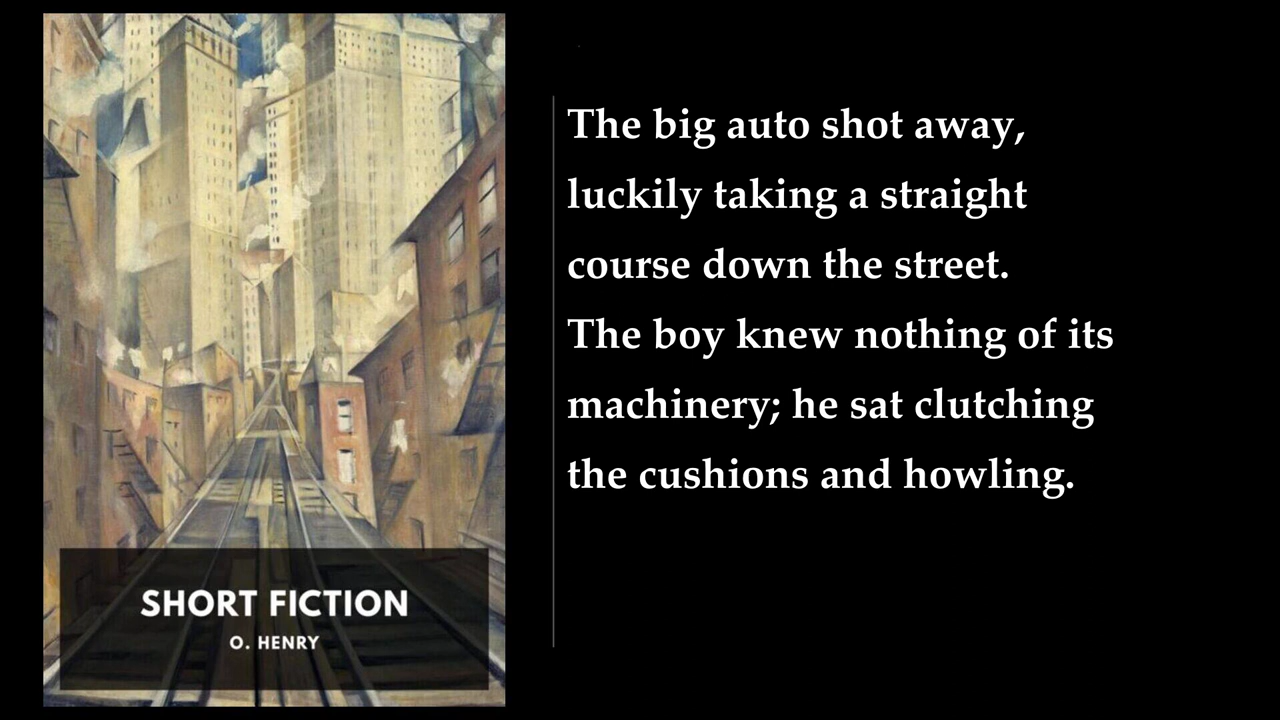 The big auto shot away,
luckily taking a straight
course down the street.
The boy knew nothing of its
machinery; he sat clutching
the cushions and howling.
SHORT FICTION
O. HENRY